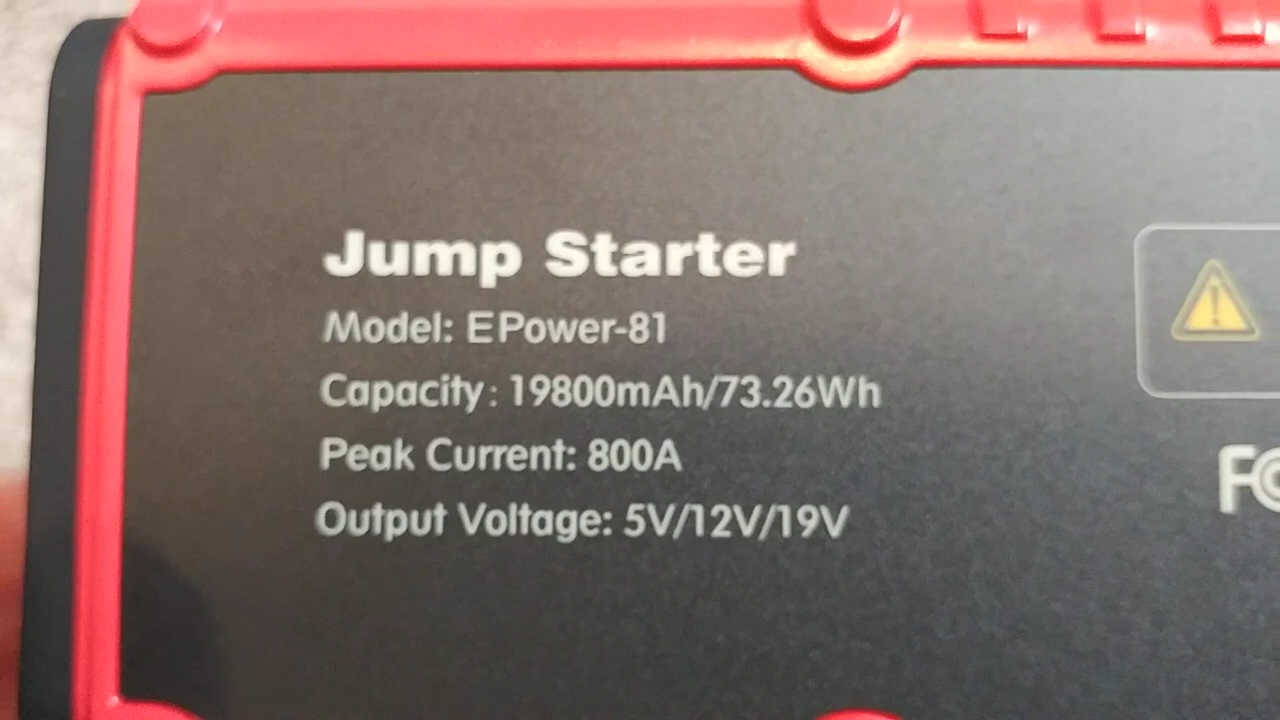 Jump Starter
Model: EPower-81
Capacity: 19800mAh/73.26Wh
Peak Current: 800A
Output Voltage: 5V/12V/19V